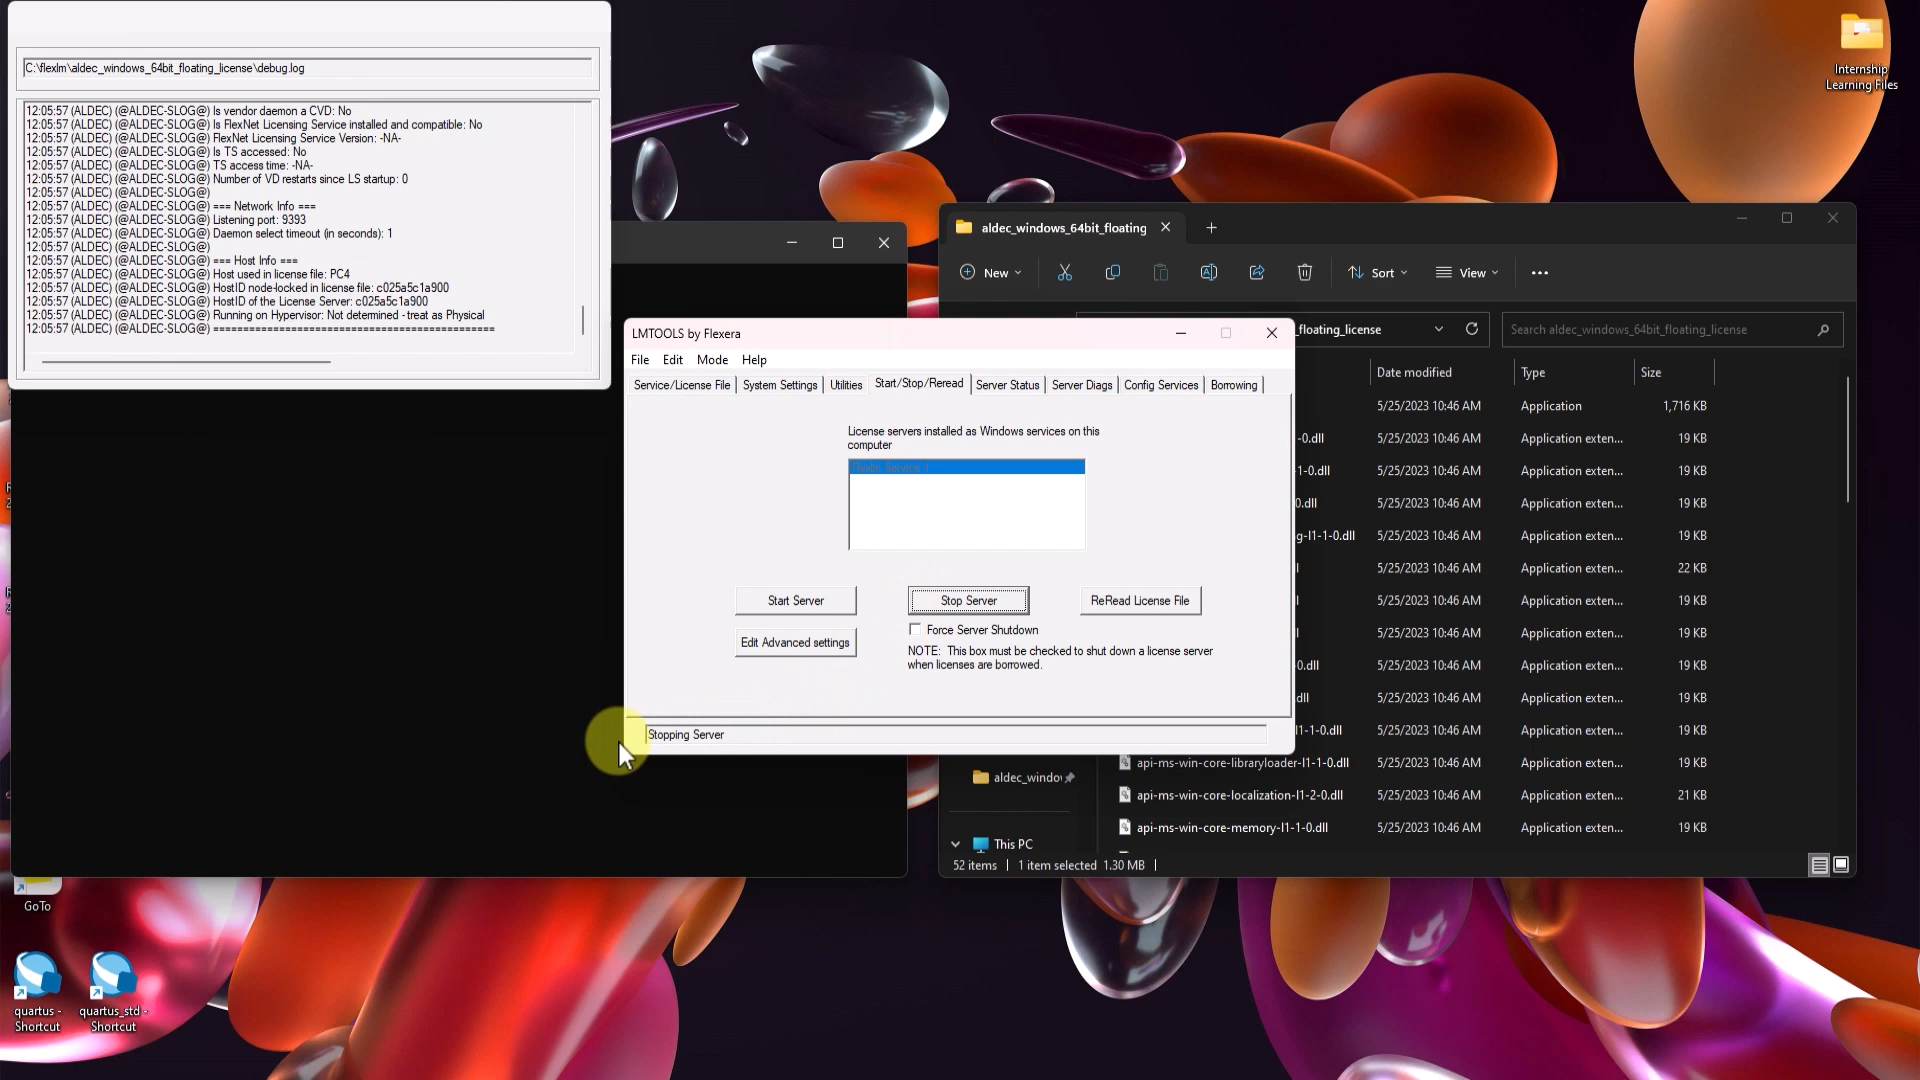 C:\flexlm\aldec_windows_64bit_floating_license\debug.log
12:05:57 (ALDEC) (@ALDEC-SLOG@) Is vendor daemon a CVD: No
12:05:57 (ALDEC) (@ALDEC-SLOG@) Is FlexNet Licensing Service installed and compatible: No
12:05:57 (ALDEC) (@ALDEC-SLOG@) FlexNet Licensing Service Version: -NA-
12:05:57 (ALDEC) (@ALDEC-SLOG@) Is TS accessed: No
12:05:57 (ALDEC) (@ALDEC-SLOG@) TS access time: -NA-
12:05:57 (ALDEC) (@ALDEC-SLOG@) Number of VD restarts since LS startup: 0
12:05:57 (ALDEC) (@ALDEC-SLOG@)
12:05:57 (ALDEC) (@ALDEC-SLOG@) === Network Info ===
12:05:57 (ALDEC) (@ALDEC-SLOG@) Listening port: 9393
12:05:57 (ALDEC) (@ALDEC-SLOG@) Daemon select timeout (in seconds): 1
12:05:57 (ALDEC) (@ALDEC-SLOG@)
12:05:57 (ALDEC) (@ALDEC-SLOG@) === Host Info ===
12:05:57 (ALDEC) (@ALDEC-SLOG@) Host used in license file: PC4
12:05:57 (ALDEC) (@ALDEC-SLOG@) HostID node-locked in license file: c025a5c1a900
12:05:57 (ALDEC) (@ALDEC-SLOG@) HostID of the License Server: c025a5c1a900
12:05:57 (ALDEC) (@ALDEC-SLOG@) Running on Hypervisor: Not determined - treat as Physical
12:05:57 (ALDEC) (@ALDEC-SLOG@) ===============================================
Internship
Learning Files
aldec_windows_64bit_floating
New
Sort
View
_floating_license
Search aldec_windows_64bit_floating_license
Date modified Type Size
5/25/2023 10:46 AM Application 1,716 KB
-0.dll 5/25/2023 10:46 AM Application exten... 19 KB
1-0.dll 5/25/2023 10:46 AM Application exten... 19 KB
0.dll 5/25/2023 10:46 AM Application exten... 19 KB
g-l1-1-0.dll 5/25/2023 10:46 AM Application exten... 19 KB
5/25/2023 10:46 AM Application exten... 22 KB
5/25/2023 10:46 AM Application exten... 19 KB
5/25/2023 10:46 AM Application exten... 19 KB
-0.dll 5/25/2023 10:46 AM Application exten... 19 KB
dll 5/25/2023 10:46 AM Application exten... 19 KB
l1-1-0.dll 5/25/2023 10:46 AM Application exten... 19 KB
api-ms-win-core-libraryloader-l1-1-0.dll 5/25/2023 10:46 AM Application exten... 19 KB
api-ms-win-core-localization-l1-2-0.dll 5/25/2023 10:46 AM Application exten... 21 KB
api-ms-win-core-memory-l1-1-0.dll 5/25/2023 10:46 AM Application exten... 19 KB
aldec_windo
This PC
52 items 1 item selected 1.30 MB
LMTOOLS by Flexera
File Edit Mode Help
Service/License File System Settings Utilities Start/Stop/Reread Server Status Server Diags Config Services Borrowing
License servers installed as Windows services on this
computer
Start Server
Stop Server
ReRead License File
Edit Advanced settings
Force Server Shutdown
NOTE: This box must be checked to shut down a license server
when licenses are borrowed.
Stopping Server
GoTo
quartus -
Shortcut
quartus_std -
Shortcut